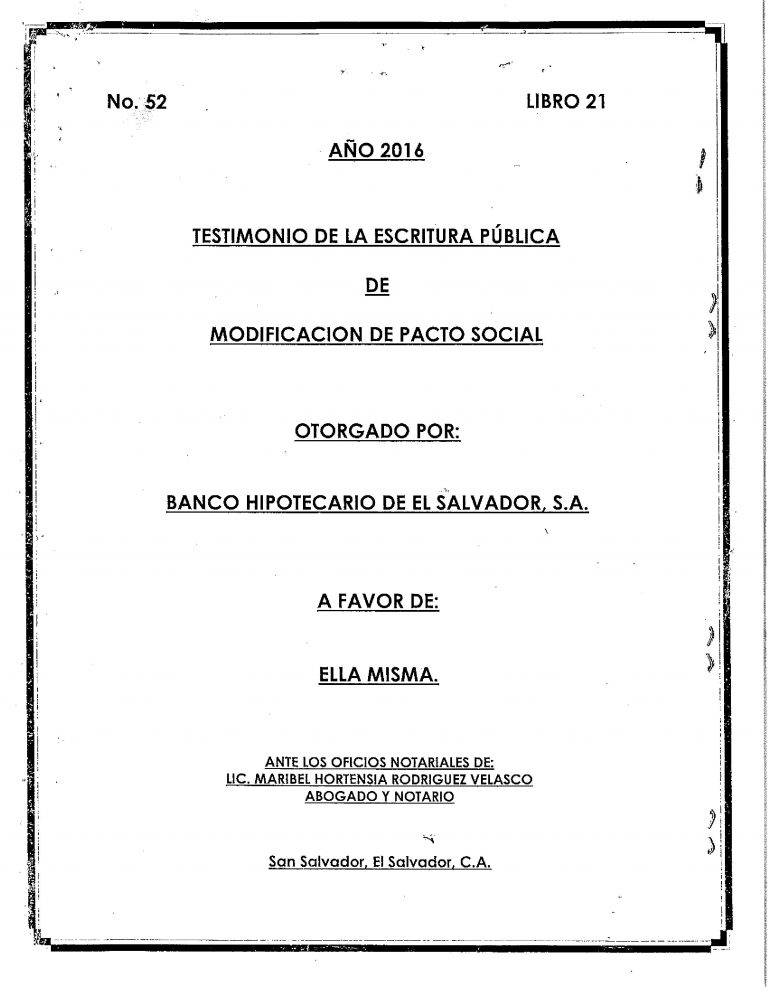 No. 52 LIBRO 21
AÑO 2016
TESTIMONIO DE LA ESCRITURA PÚBLICA
DE
MODIFICACION DE PACTO SOCIAL
OTORGADO POR:
BANCO HIPOTECARIO DE EL SALVADOR, S.A.
A FAVOR DE:
ELLA MISMA.
ANTE LOS OFICIOS NOTARIALES DE:
LIC. MARIBEL HORTENSIA RODRIGUEZ VELASCO
ABOGADO Y NOTARIO
San Salvador, El Salvador, C.A.